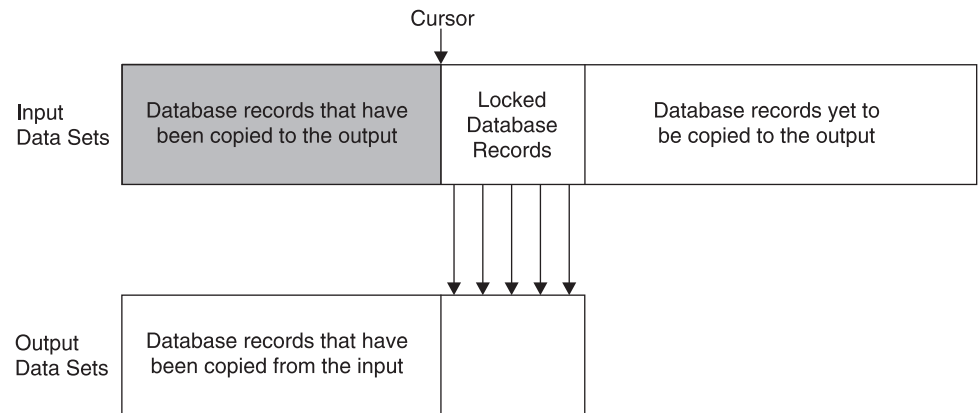 Cursor
Input
Data Sets
Database records that have
been copied to the output
Locked
Database
Records
Database records yet to
be copied to the output
Output
Data Sets
Database records that have
been copied from the input